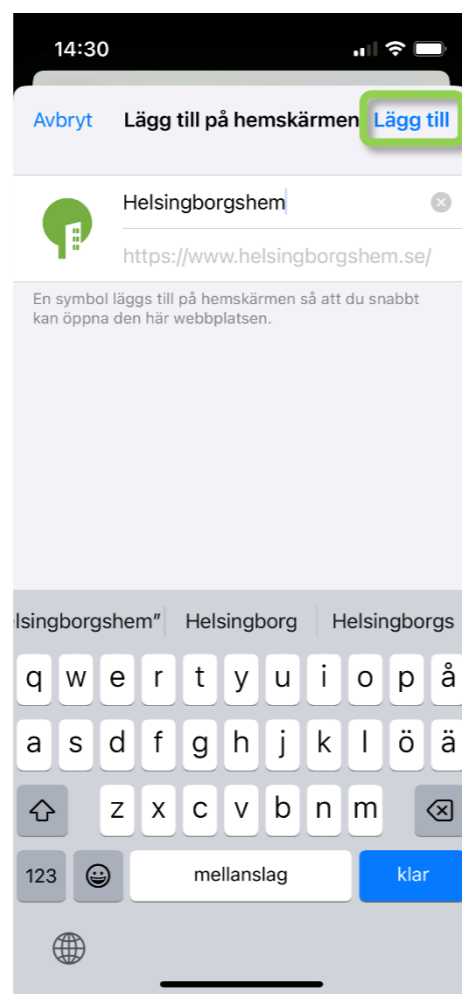 14:30
Avbryt Lägg till på hemskärmen Lägg till
Helsingborgshem
https://www.helsingborgshem.se/
En symbol läggs till på hemskärmen så att du snabbt
kan öppna den här webbplatsen.
lsingborgshem" Helsingborg Helsingborgs
q w e r t y u i o p å
a s d f g h j k l ö ä
z x c v b n m
123 mellanslag klar